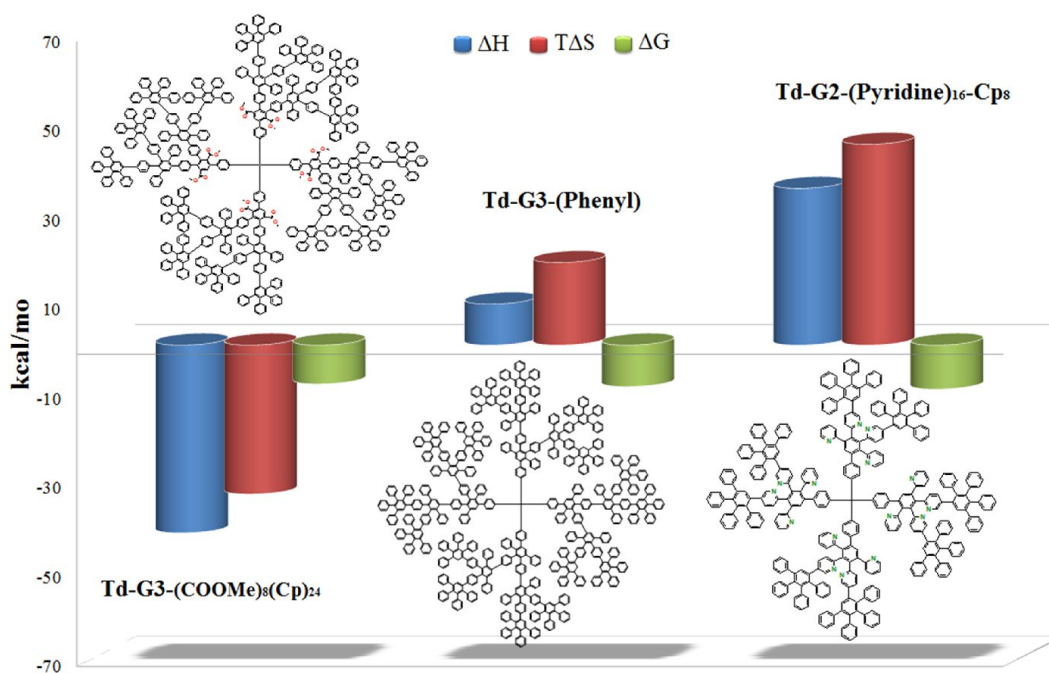 70
50
30
10
-10
-30
-50
-70
kcal/mo
ΔH TΔS ΔG
Td-G3-(COOMe)₈(Cp)₂₄
Td-G3-(Phenyl)
Td-G2-(Pyridine)₁₆-Cp₈